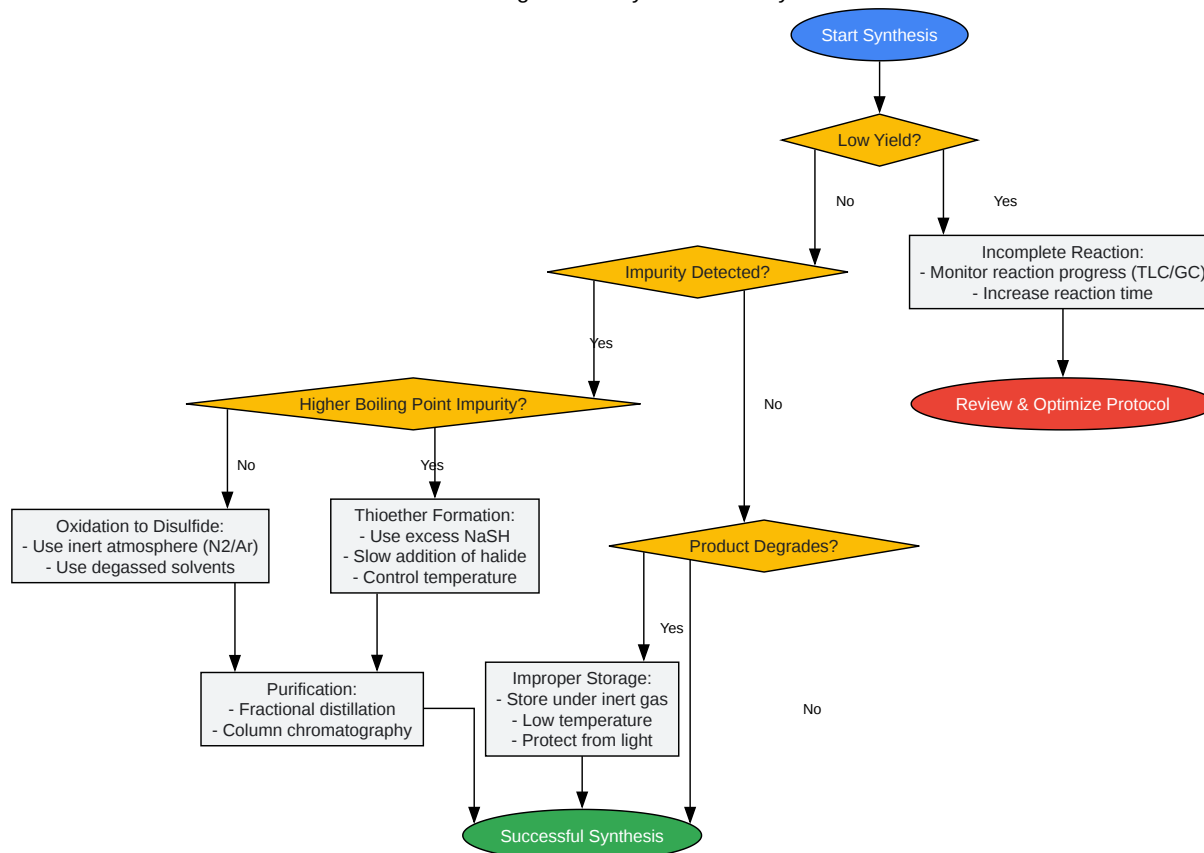 Start Synthesis
Low Yield?
No
Yes
Incomplete Reaction:
- Monitor reaction progress (TLC/GC)
- Increase reaction time
Impurity Detected?
Yes
No
Higher Boiling Point Impurity?
Review & Optimize Protocol
No
Yes
Oxidation to Disulfide:
- Use inert atmosphere (N2/Ar)
- Use degassed solvents
Thioether Formation:
- Use excess NaSH
- Slow addition of halide
- Control temperature
Product Degrades?
Yes
No
Purification:
- Fractional distillation
- Column chromatography
Improper Storage:
- Store under inert gas
- Low temperature
- Protect from light
Successful Synthesis